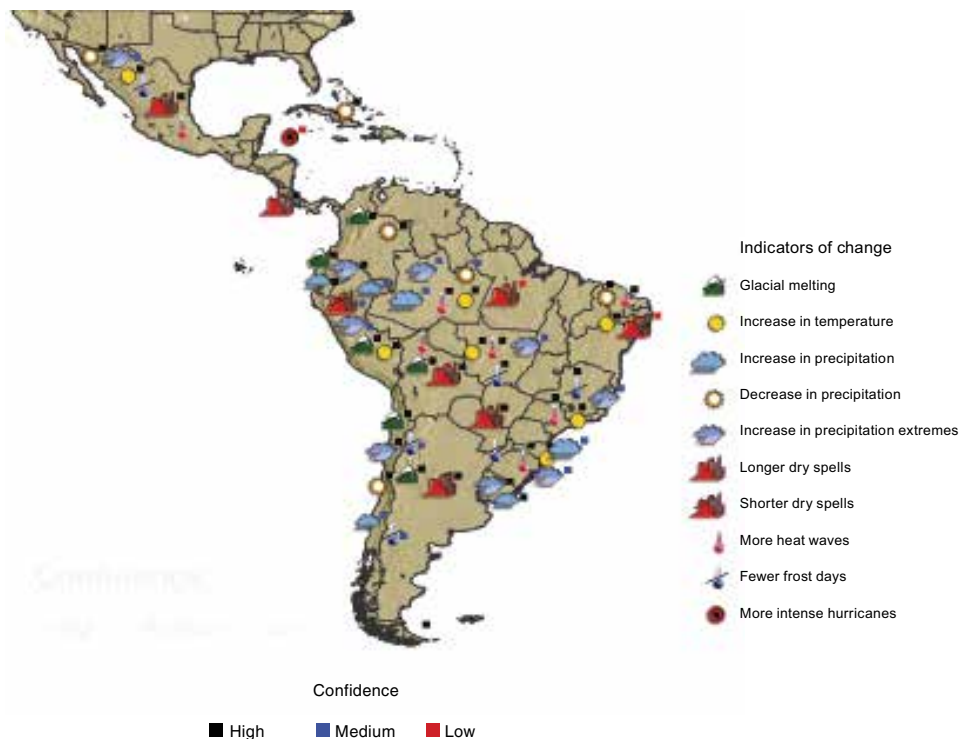 Indicators of change
Glacial melting
Increase in temperature
Increase in precipitation
Decrease in precipitation
Increase in precipitation extremes
Longer dry spells
Shorter dry spells
More heat waves
Fewer frost days
More intense hurricanes
Confidence
High Medium Low